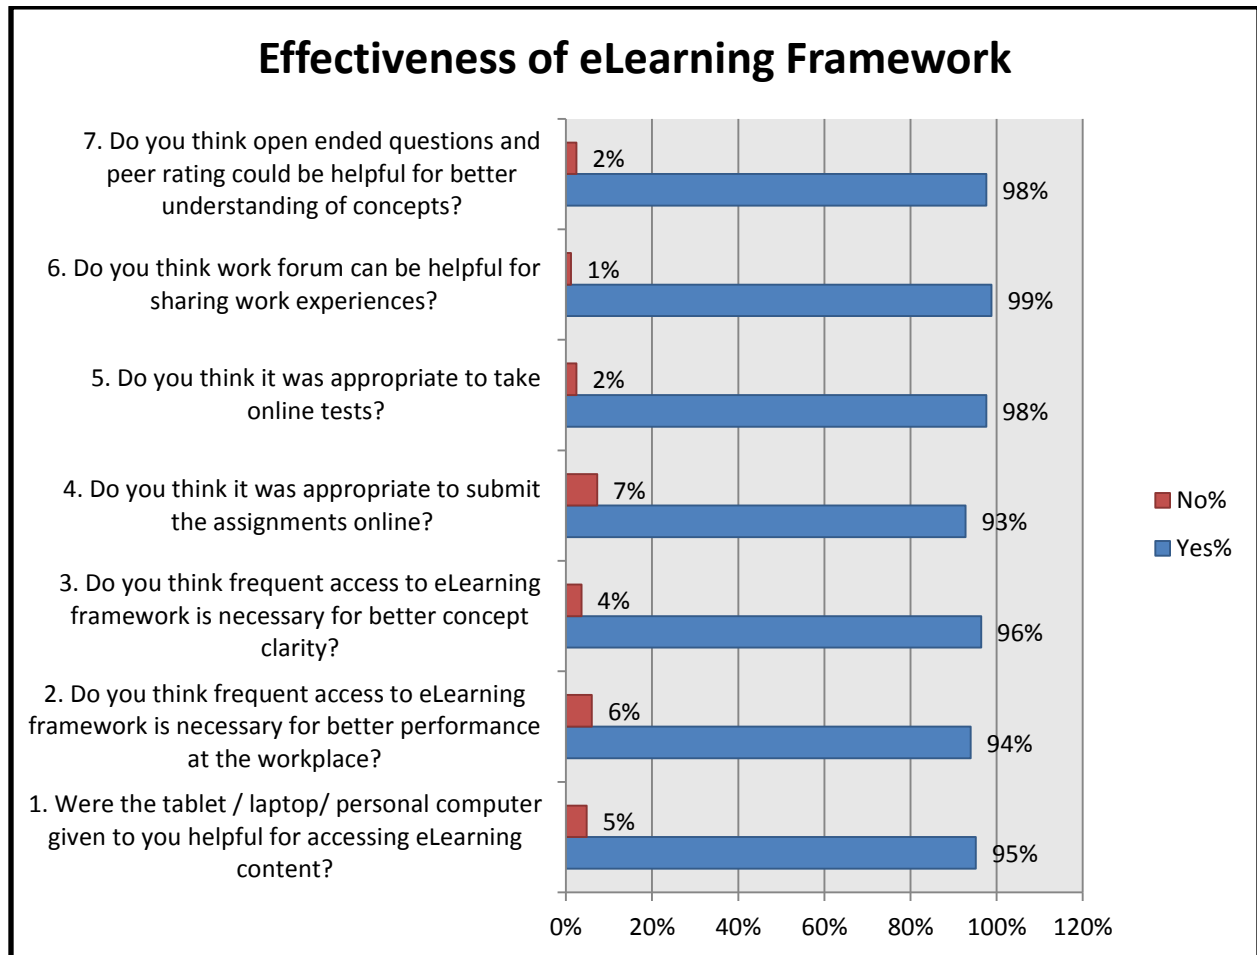 Effectiveness of eLearning Framework
7. Do you think open ended questions and
peer rating could be helpful for better
understanding of concepts?
2%
98%
6. Do you think work forum can be helpful for
sharing work experiences?
1%
99%
5. Do you think it was appropriate to take
online tests?
2%
98%
4. Do you think it was appropriate to submit
the assignments online?
7%
93%
3. Do you think frequent access to eLearning
framework is necessary for better concept
clarity?
4%
96%
2. Do you think frequent access to eLearning
framework is necessary for better performance
at the workplace?
6%
94%
1. Were the tablet / laptop/ personal computer
given to you helpful for accessing eLearning
content?
5%
95%
0% 20% 40% 60% 80% 100% 120%
No%
Yes%